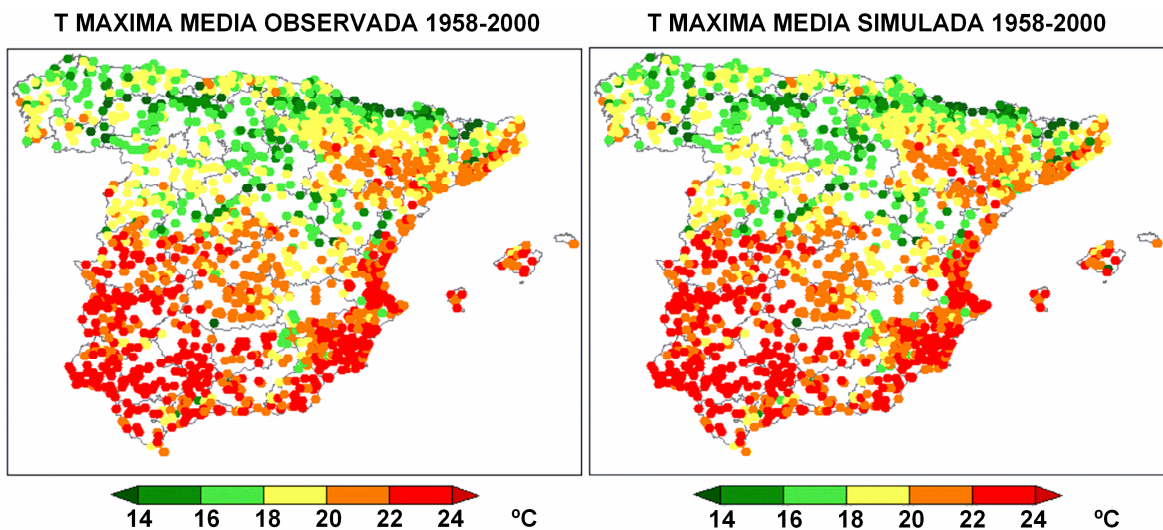 T MAXIMA MEDIA OBSERVADA 1958-2000
T MAXIMA MEDIA SIMULADA 1958-2000
14 16 18 20 22 24 ºC
14 16 18 20 22 24 ºC